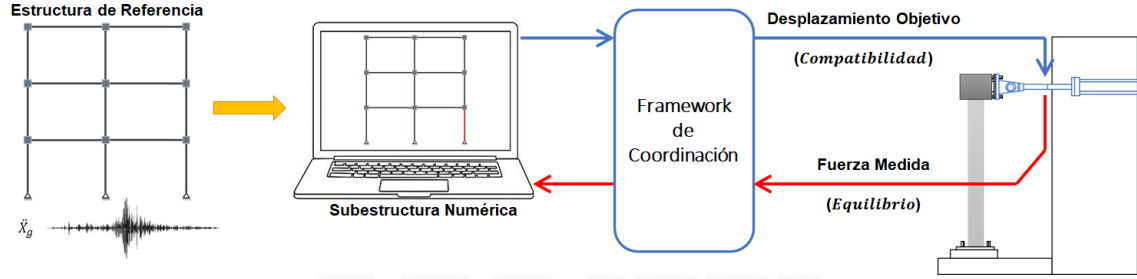 Estructura de Referencia
Ẍg
Subestructura Numérica
Framework
de
Coordinación
Desplazamiento Objetivo
(Compatibilidad)
Fuerza Medida
(Equilibrio)